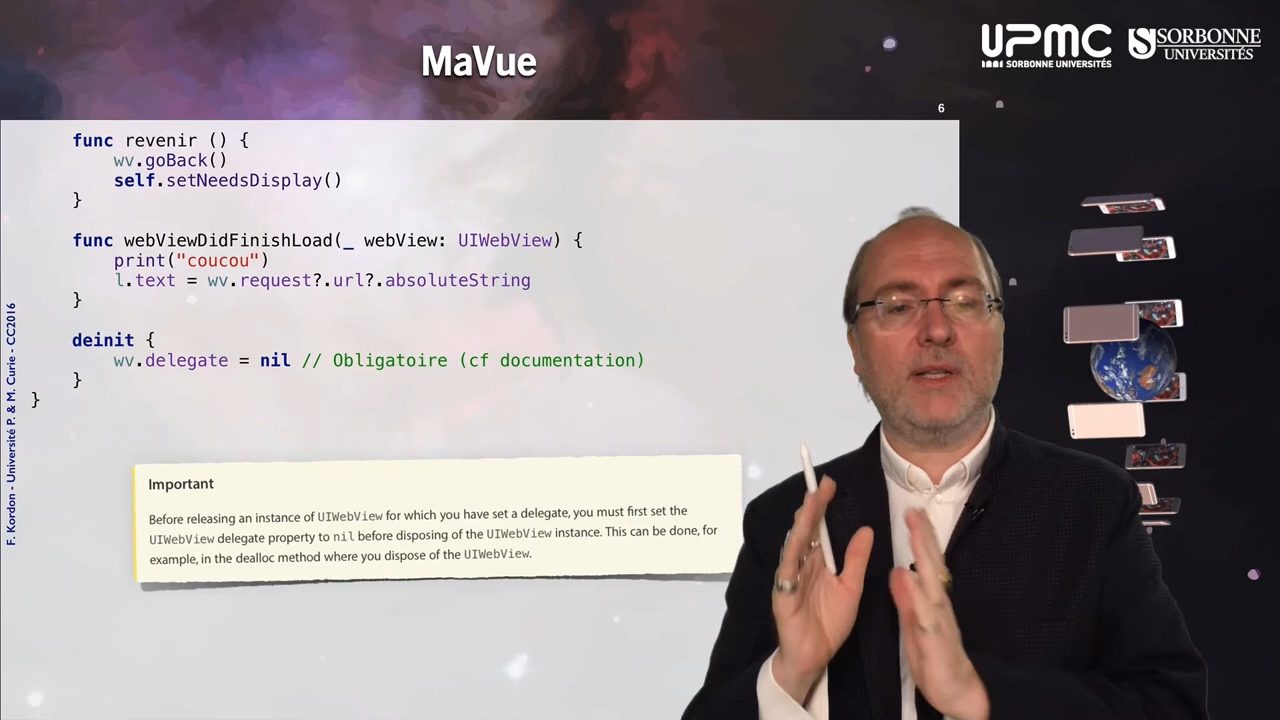 MaVue
UPMC
SORBONNE UNIVERSITÉS
SORBONNE
UNIVERSITÉS
6
func revenir () {
wv.goBack()
self.setNeedsDisplay()
}
func webViewDidFinishLoad(_ webView: UIWebView) {
print("coucou")
l.text = wv.request?.url?.absoluteString
}
deinit {
wv.delegate = nil // Obligatoire (cf documentation)
}
}
F. Kordon - Université P. & M. Curie - CC2016
Important
Before releasing an instance of UIWebView for which you have set a delegate, you must first set the
UIWebView delegate property to nil before disposing of the UIWebView instance. This can be done, for
example, in the dealloc method where you dispose of the UIWebView.